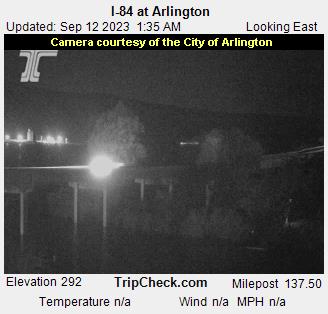 I-84 at Arlington
Updated: Sep 12 2023 1:35 AM Looking East
Camera courtesy of the City of Arlington
Elevation 292 TripCheck.com Milepost 137.50
Temperature n/a Wind n/a MPH n/a